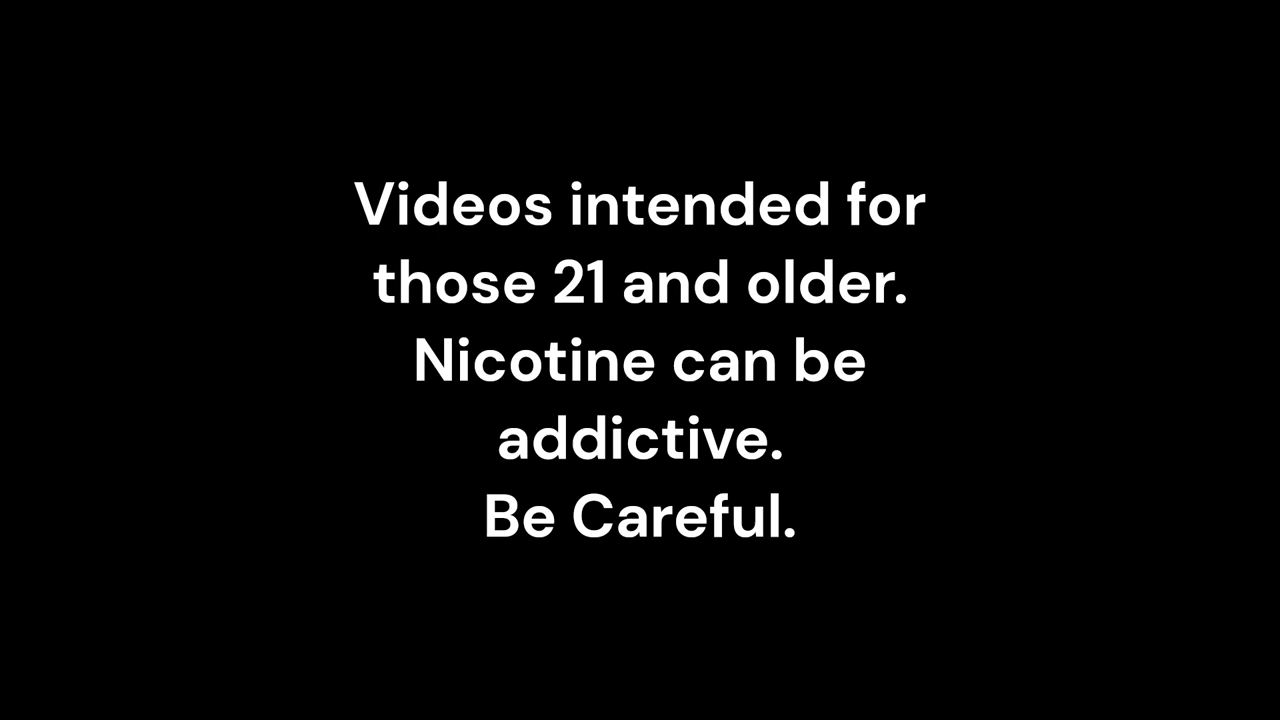 Videos intended for
those 21 and older.
Nicotine can be
addictive.
Be Careful.